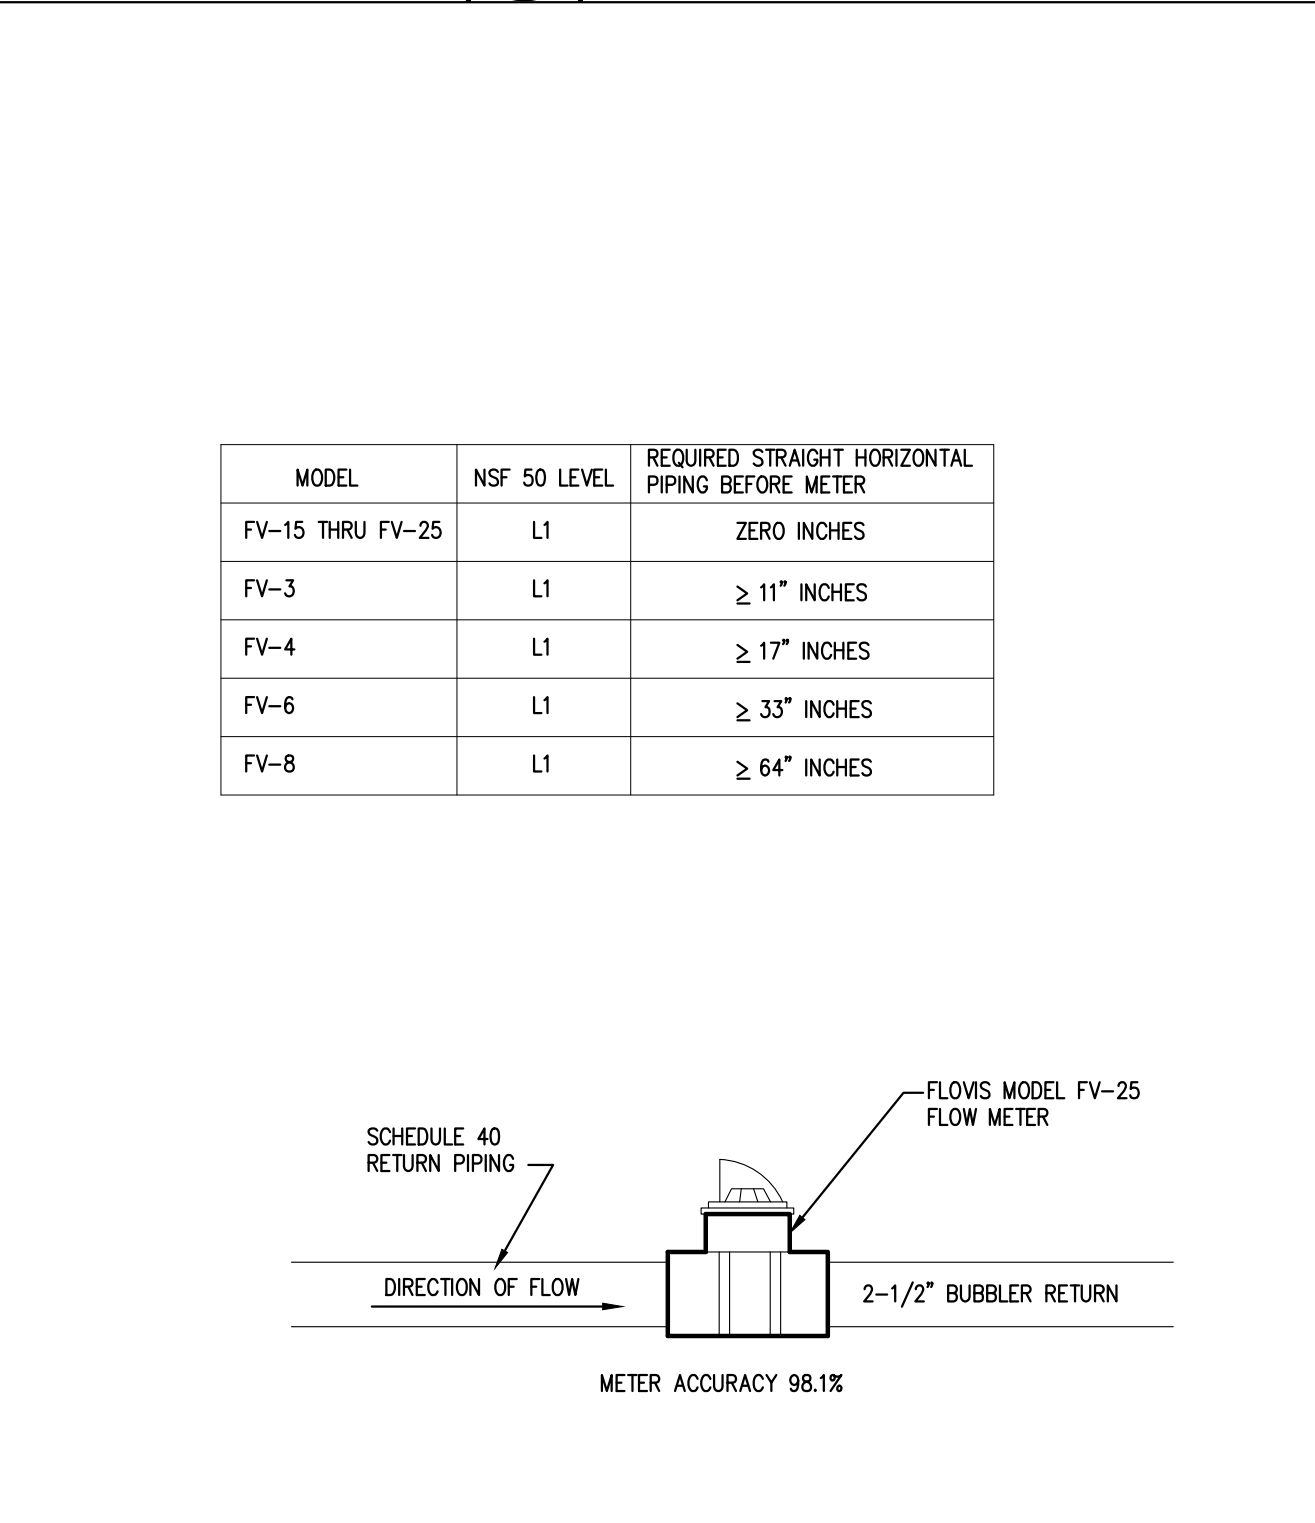 MODEL
NSF 50 LEVEL
REQUIRED STRAIGHT HORIZONTAL
PIPING BEFORE METER
FV-15 THRU FV-25
L1
ZERO INCHES
FV-3
L1
≥ 11" INCHES
FV-4
L1
≥ 17" INCHES
FV-6
L1
≥ 33" INCHES
FV-8
L1
≥ 64" INCHES
FLOVIS MODEL FV-25
FLOW METER
SCHEDULE 40
RETURN PIPING
DIRECTION OF FLOW
2-1/2" BUBBLER RETURN
METER ACCURACY 98.1%